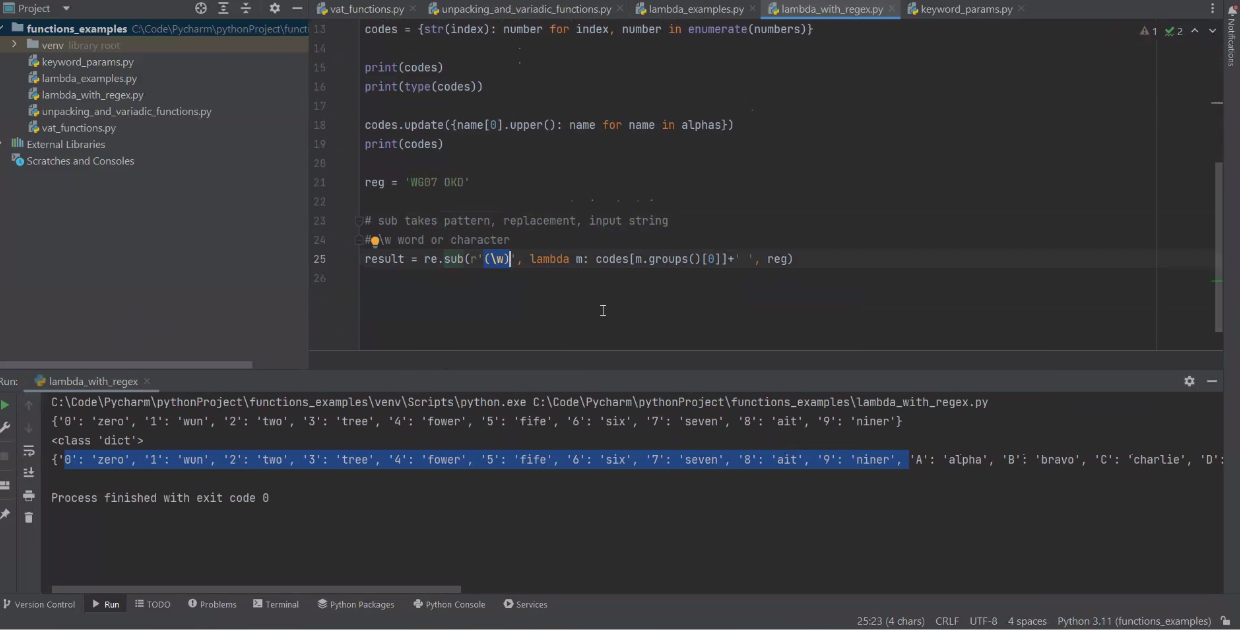 Project
vat_functions.py
unpacking_and_variadic_functions.py
lambda_examples.py
lambda_with_regex.py
keyword_params.py
functions_examples C:\Code\Pycharm\pythonProject\functi
venv library root
keyword_params.py
lambda_examples.py
lambda_with_regex.py
unpacking_and_variadic_functions.py
vat_functions.py
External Libraries
Scratches and Consoles
1 2
Notifications
13 codes = {str(index): number for index, number in enumerate(numbers)}
14
15 print(codes)
16 print(type(codes))
17
18 codes.update({name[0].upper(): name for name in alphas})
19 print(codes)
20
21 reg = 'WG07 OKD'
22
23 # sub takes pattern, replacement, input string
24 # \w word or character
25 result = re.sub(r'(\w)', lambda m: codes[m.groups()[0]]+' ', reg)
26
Run: lambda_with_regex
C:\Code\Pycharm\pythonProject\functions_examples\venv\Scripts\python.exe C:\Code\Pycharm\pythonProject\functions_examples\lambda_with_regex.py
{'0': 'zero', '1': 'wun', '2': 'two', '3': 'tree', '4': 'fower', '5': 'fife', '6': 'six', '7': 'seven', '8': 'ait', '9': 'niner'}
<class 'dict'>
{'0': 'zero', '1': 'wun', '2': 'two', '3': 'tree', '4': 'fower', '5': 'fife', '6': 'six', '7': 'seven', '8': 'ait', '9': 'niner', 'A': 'alpha', 'B': 'bravo', 'C': 'charlie', 'D':
Process finished with exit code 0
Version Control Run TODO Problems Terminal Python Packages Python Console Services
25:23 (4 chars) CRLF UTF-8 4 spaces Python 3.11 (functions_examples)